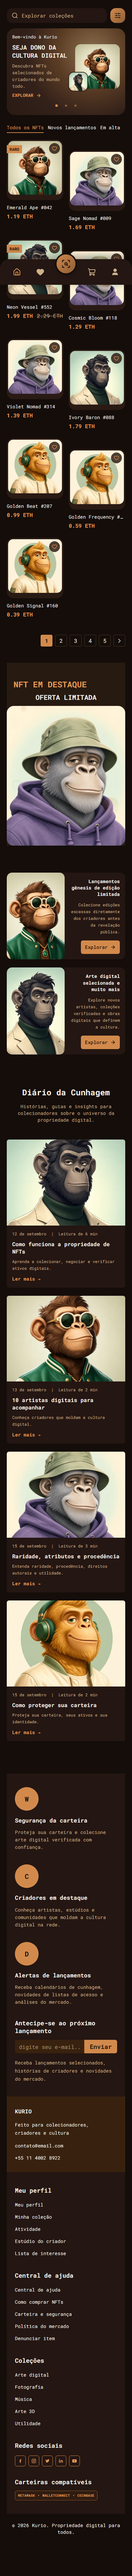 Explorar coleções
Bem-vindo à Kurio
SEJA DONO DA
CULTURA DIGITAL
Descubra NFTs
selecionados de
criadores do mundo
todo.
EXPLORAR →
Todos os NFTs Novos lançamentos Em alta
RARO
Emerald Ape #042
1.19 ETH
Sage Nomad #009
1.69 ETH
RARO
Neon Vessel #552
1.99 ETH 2.29 ETH
Cosmic Bloom #118
1.29 ETH
Violet Nomad #314
1.39 ETH
Ivory Baron #088
1.79 ETH
Golden Beat #207
0.99 ETH
Golden Frequency #…
0.59 ETH
Golden Signal #160
0.39 ETH
1 2 3 4 5
NFT EM DESTAQUE
OFERTA LIMITADA
Lançamentos
gênesis de edição
limitada
Colecione edições
escassas diretamente
dos criadores antes
da revelação
pública.
Explorar →
Arte digital
selecionada e
muito mais
Explore novos
artistas, coleções
verificadas e obras
digitais que definem
a cultura.
Explorar →
Diário da Cunhagem
Histórias, guias e insights para
colecionadores sobre o universo da
propriedade digital.
12 de setembro | Leitura de 6 min
Como funciona a propriedade de
NFTs
Aprenda a colecionar, negociar e verificar
ativos digitais.
Ler mais →
13 de setembro | Leitura de 2 min
10 artistas digitais para
acompanhar
Conheça criadores que moldam a cultura
digital.
Ler mais →
15 de setembro | Leitura de 3 min
Raridade, atributos e procedência
Entenda raridade, procedência, direitos
autorais e utilidade.
Ler mais →
15 de setembro | Leitura de 2 min
Como proteger sua carteira
Proteja sua carteira, seus ativos e sua
identidade.
Ler mais →
W
Segurança da carteira
Proteja sua carteira e colecione
arte digital verificada com
confiança.
C
Criadores em destaque
Conheça artistas, estúdios e
comunidades que moldam a cultura
digital na rede.
D
Alertas de lançamentos
Receba calendários de cunhagem,
novidades de listas de acesso e
análises do mercado.
Antecipe-se ao próximo
lançamento
digite seu e-mail... Enviar
Receba lançamentos selecionados,
histórias de criadores e novidades
do mercado.
KURIO
Feito para colecionadores,
criadores e cultura
contato@email.com
+55 11 4002 8922
Meu perfil
Meu perfil
Minha coleção
Atividade
Estúdio do criador
Lista de interesse
Central de ajuda
Central de ajuda
Como comprar NFTs
Carteira e segurança
Política do mercado
Denunciar item
Coleções
Arte digital
Fotografia
Música
Arte 3D
Utilidade
Redes sociais
Carteiras compatíveis
METAMASK • WALLETCONNECT • COINBASE
© 2026 Kurio. Propriedade digital para
todos.